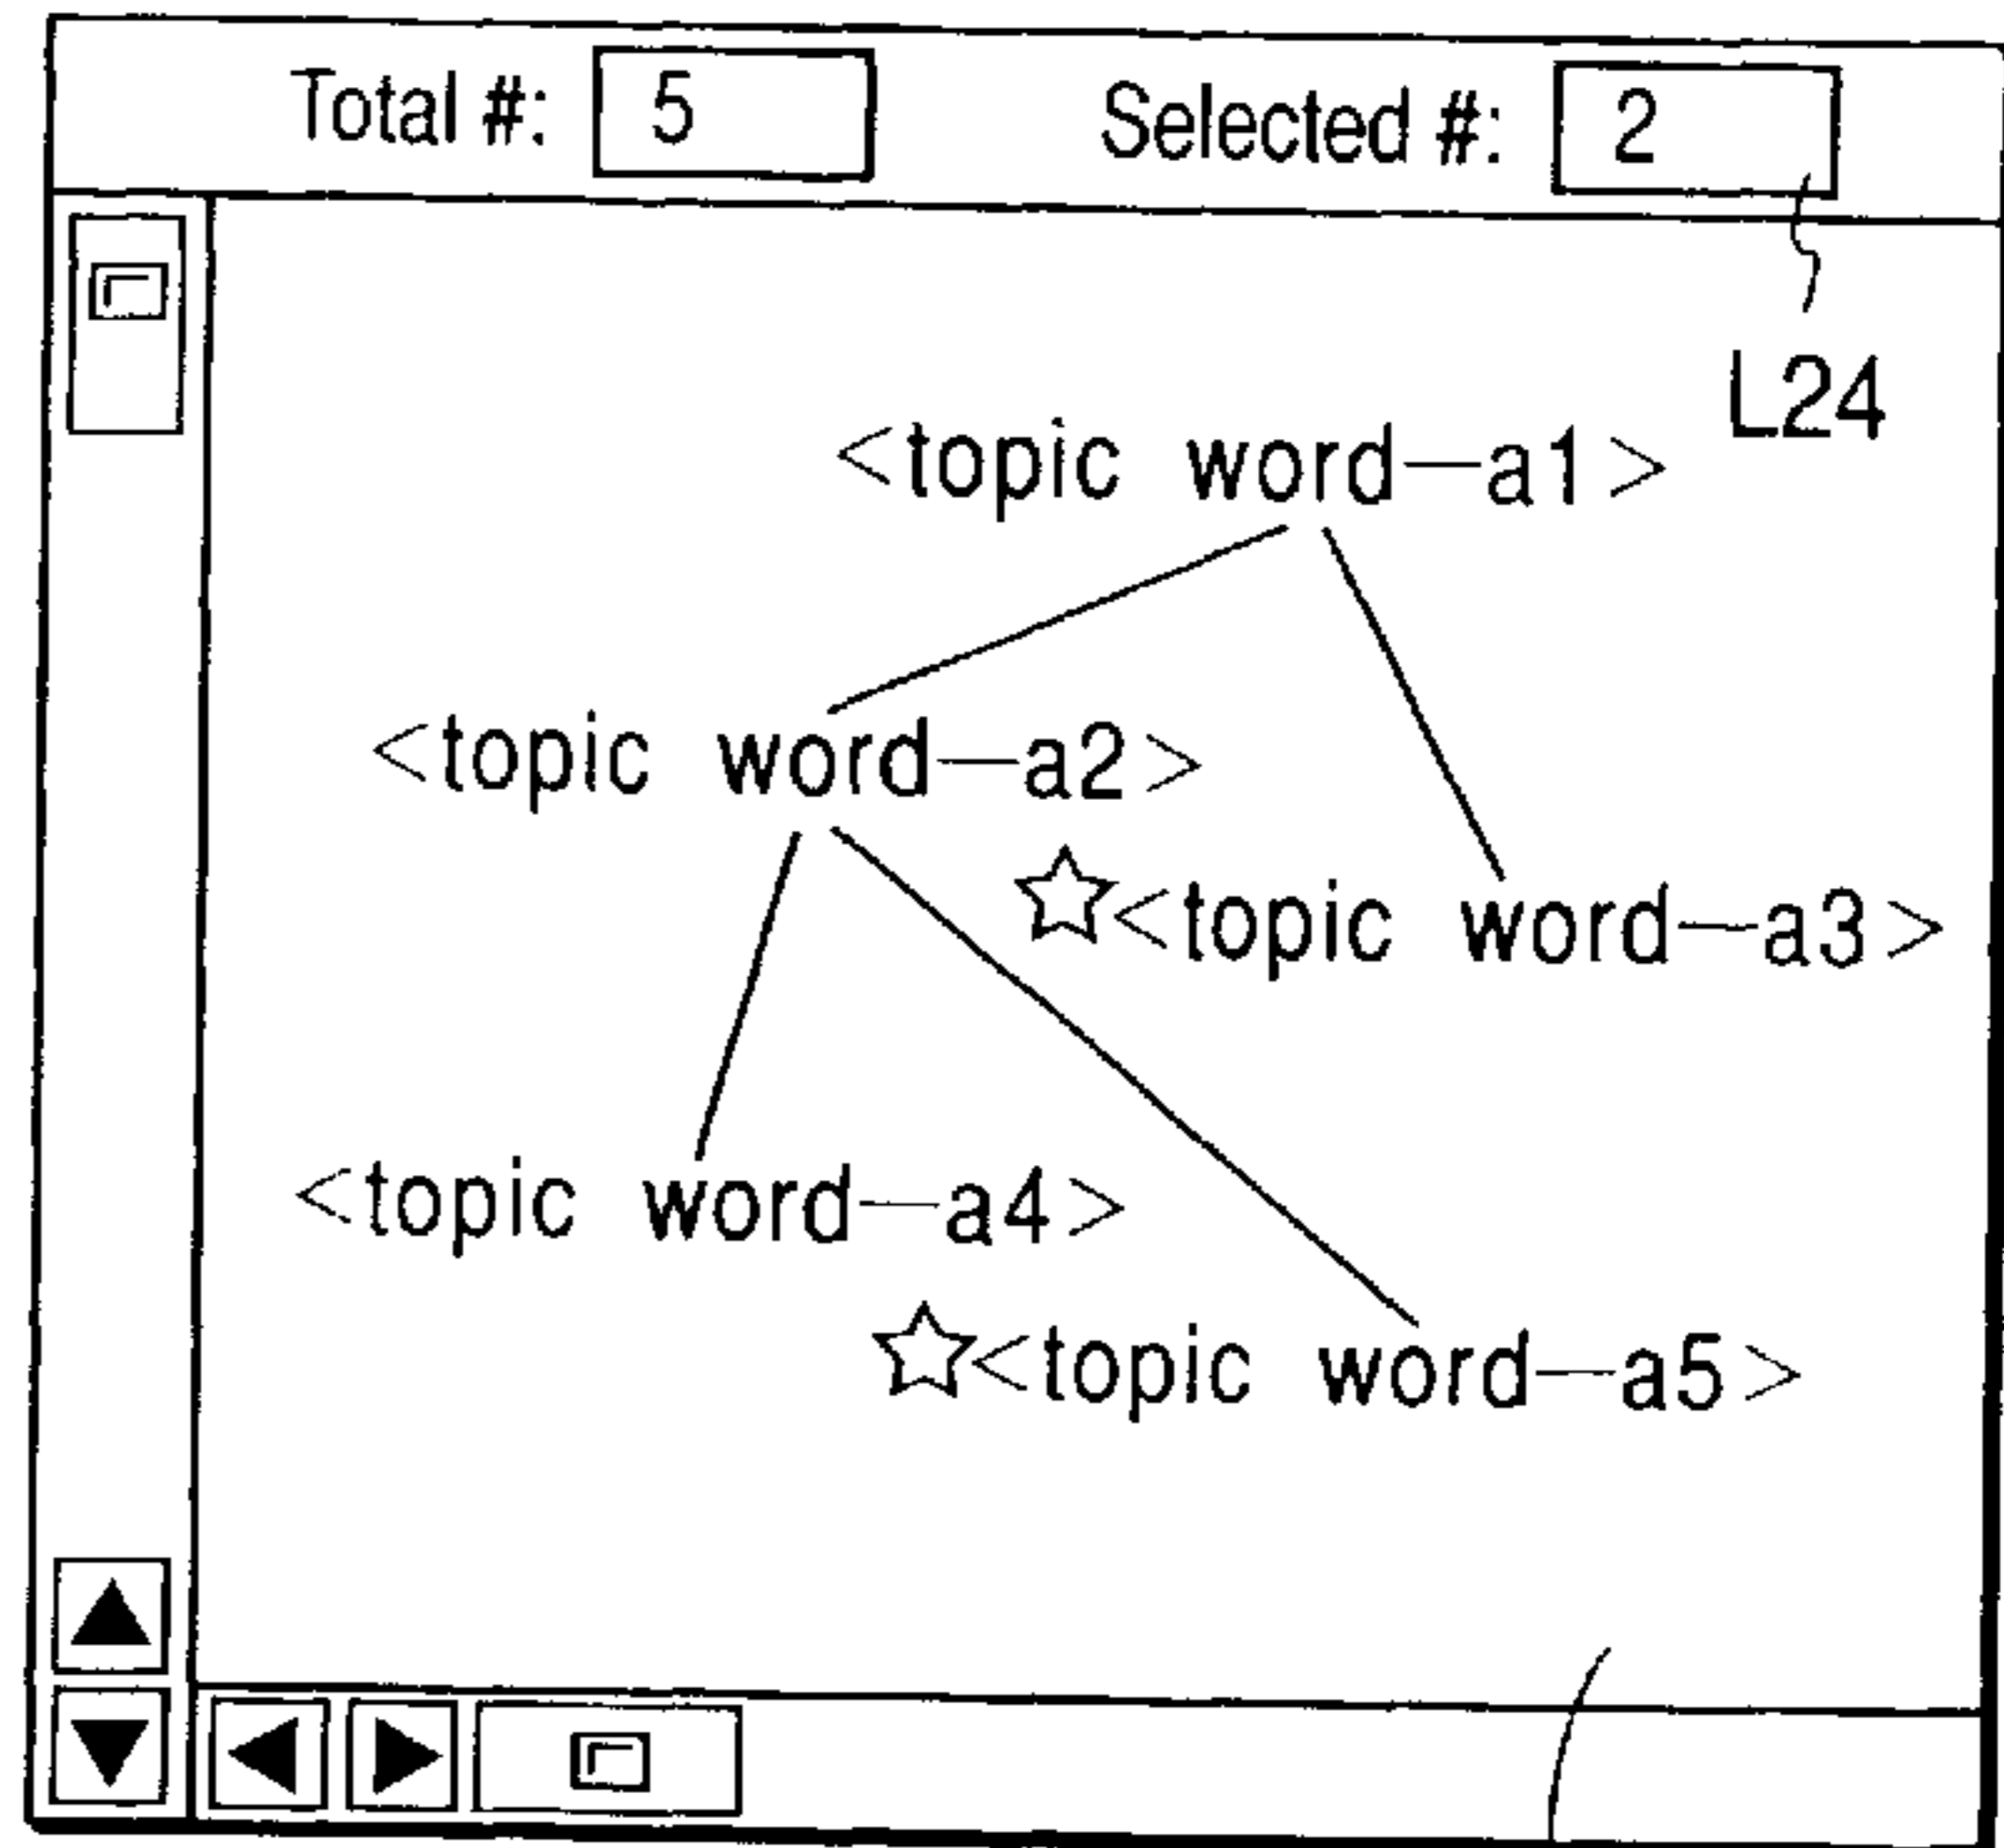 Total #: 5 Selected #: 2
L24
<topic word—a1>
<topic word—a2>
☆<topic word—a3>
<topic word—a4>
☆<topic word—a5>